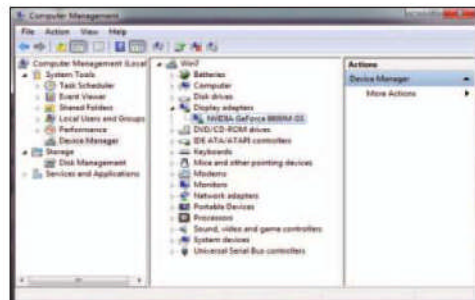 Computer Management
File Action View Help
Computer Management (Local
System Tools
Task Scheduler
Event Viewer
Shared Folders
Local Users and Groups
Performance
Device Manager
Storage
Disk Management
Services and Applications
Win7
Batteries
Computer
Disk drives
Display adapters
NVIDIA GeForce
DVD/CD-ROM drives
IDE ATA/ATAPI controllers
Keyboards
Mice and other pointing devices
Modems
Monitors
Network adapters
Portable Devices
Processors
Sound, video and game controllers
System devices
Universal Serial Bus controllers
Actions
Device Manager
More Actions